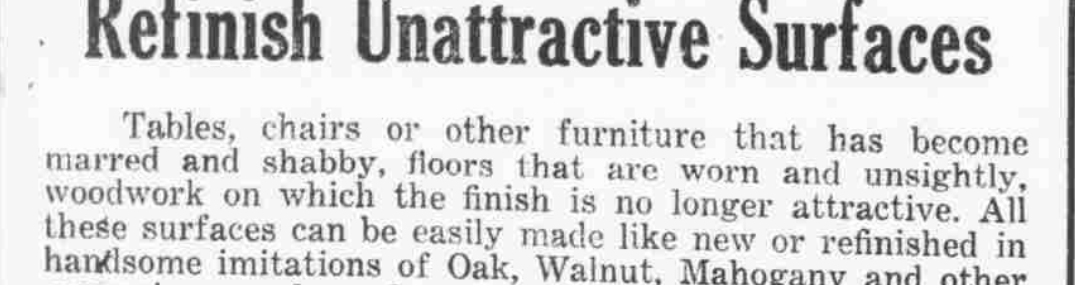 Refinish Unattractive Surfaces
Tables, chairs or other furniture that has become
marred and shabby, floors that are worn and unsightly,
woodwork on which the finish is no longer attractive. All
these surfaces can be easily made like new or refinished in
handsome imitations of Oak, Walnut, Mahogany and other